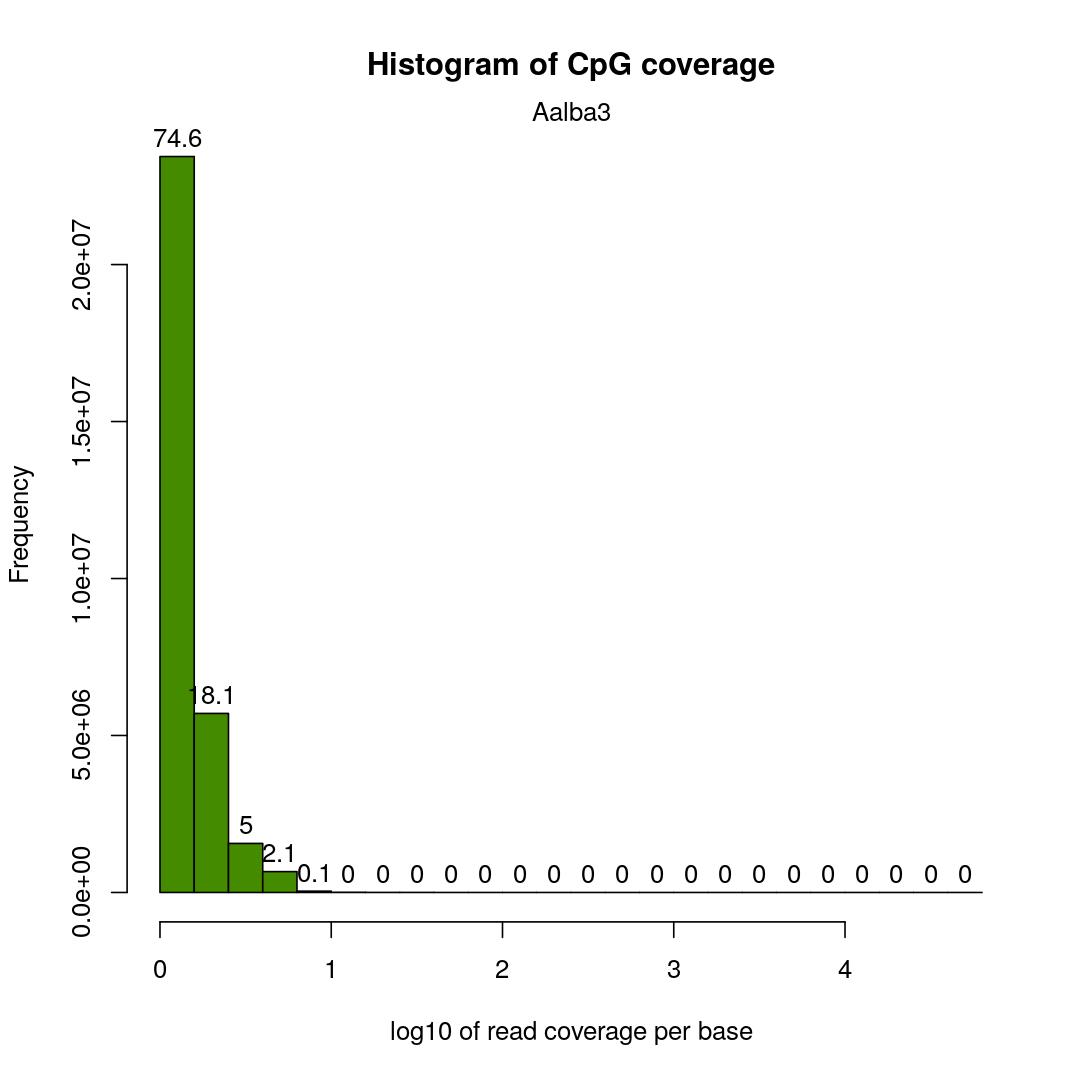 Histogram of CpG coverage
Aalba3
74.6
18.1
5
2.1
0.1 0 0 0 0 0 0 0 0 0 0 0 0 0 0 0 0 0 0 0
Frequency
2.0e+07
1.5e+07
1.0e+07
5.0e+06
0.0e+00
0 1 2 3 4
log10 of read coverage per base